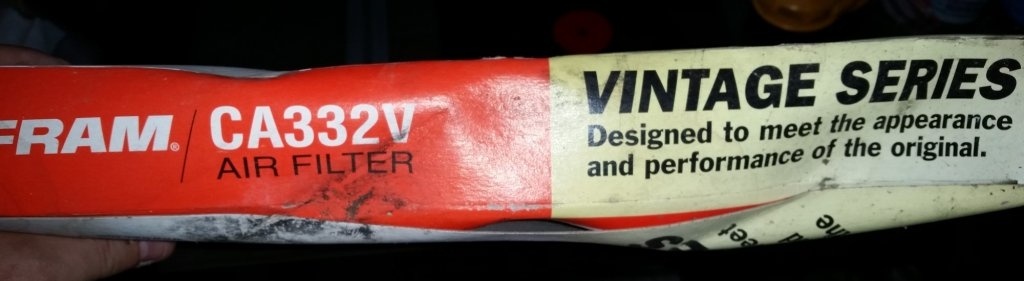 FRAM® CA332V
AIR FILTER
VINTAGE SERIES
Designed to meet the appearance
and performance of the original.